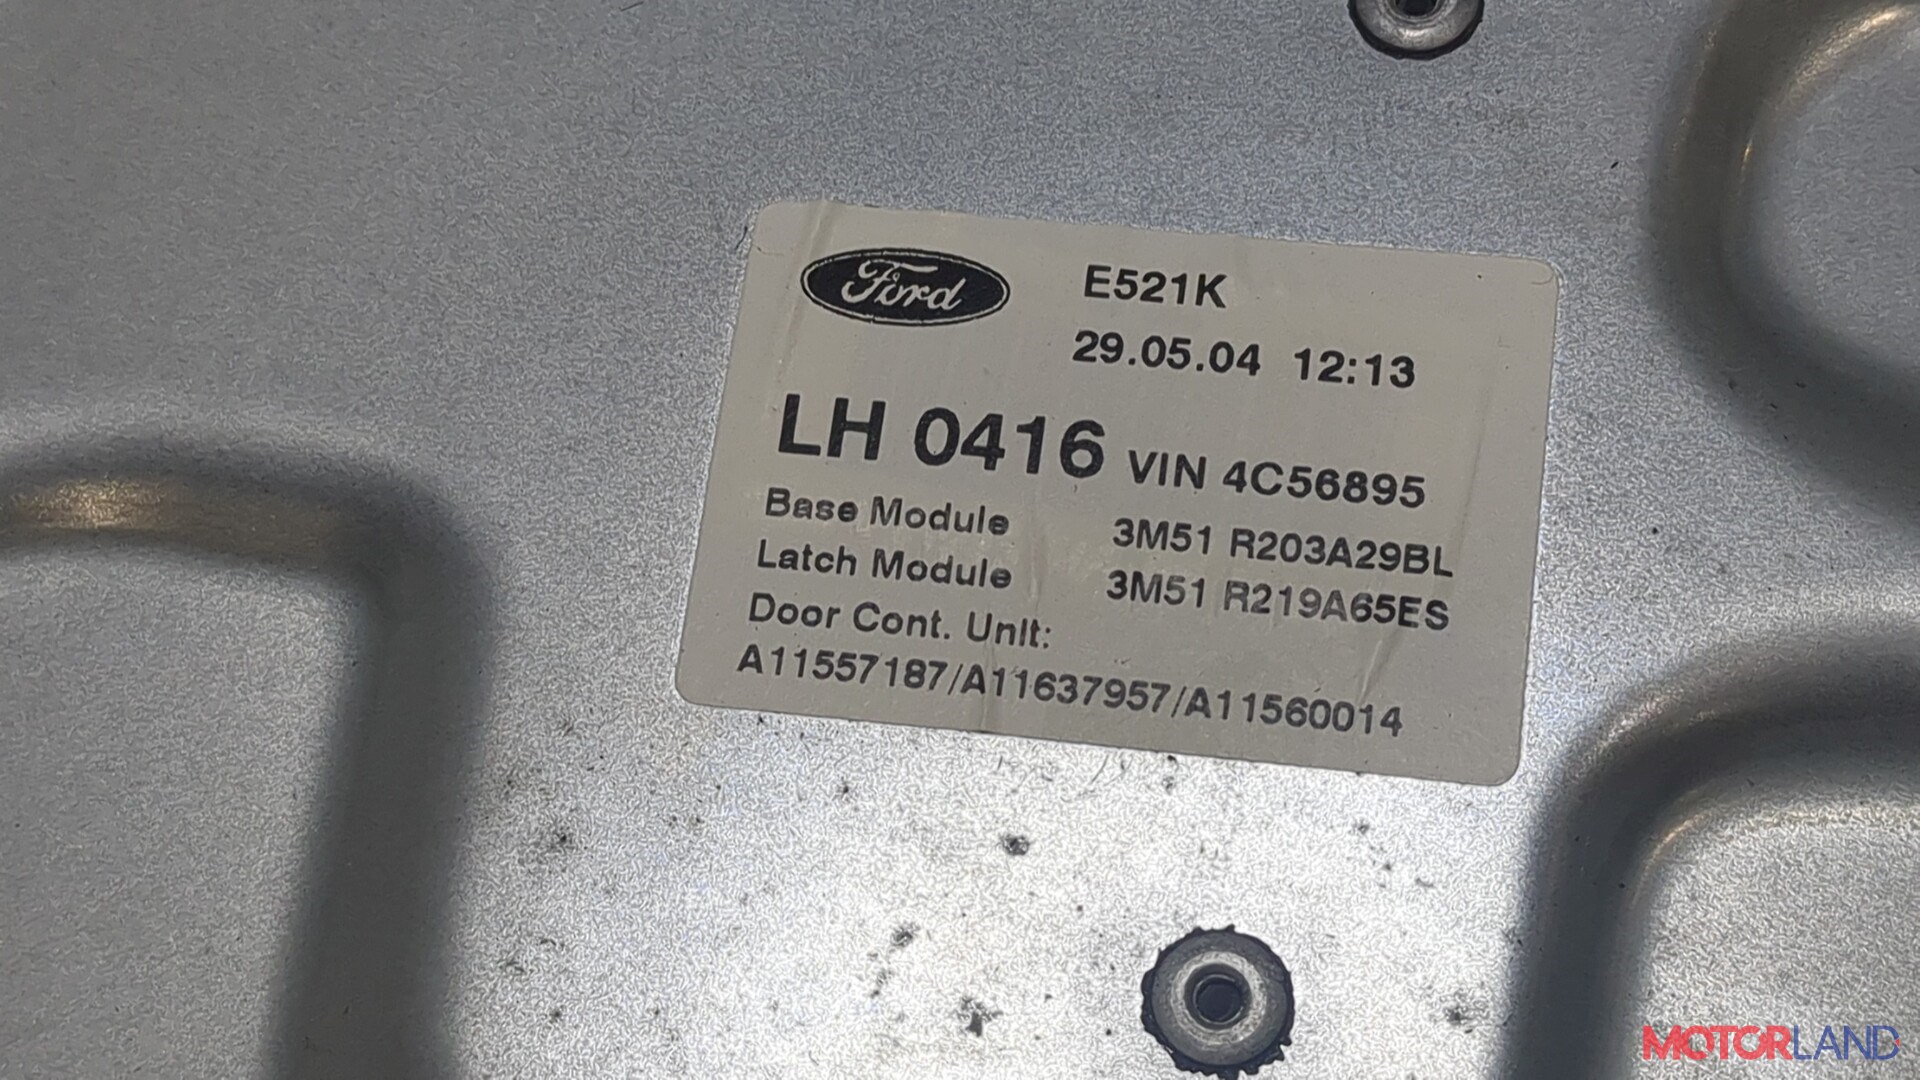 Ford
E521K
29.05.04 12:13
LH 0416 VIN 4C56895
Base Module 3M51 R203A29BL
Latch Module 3M51 R219A65ES
Door Cont. Unit:
A11557187/A11637957/A11560014
MOTORLAND